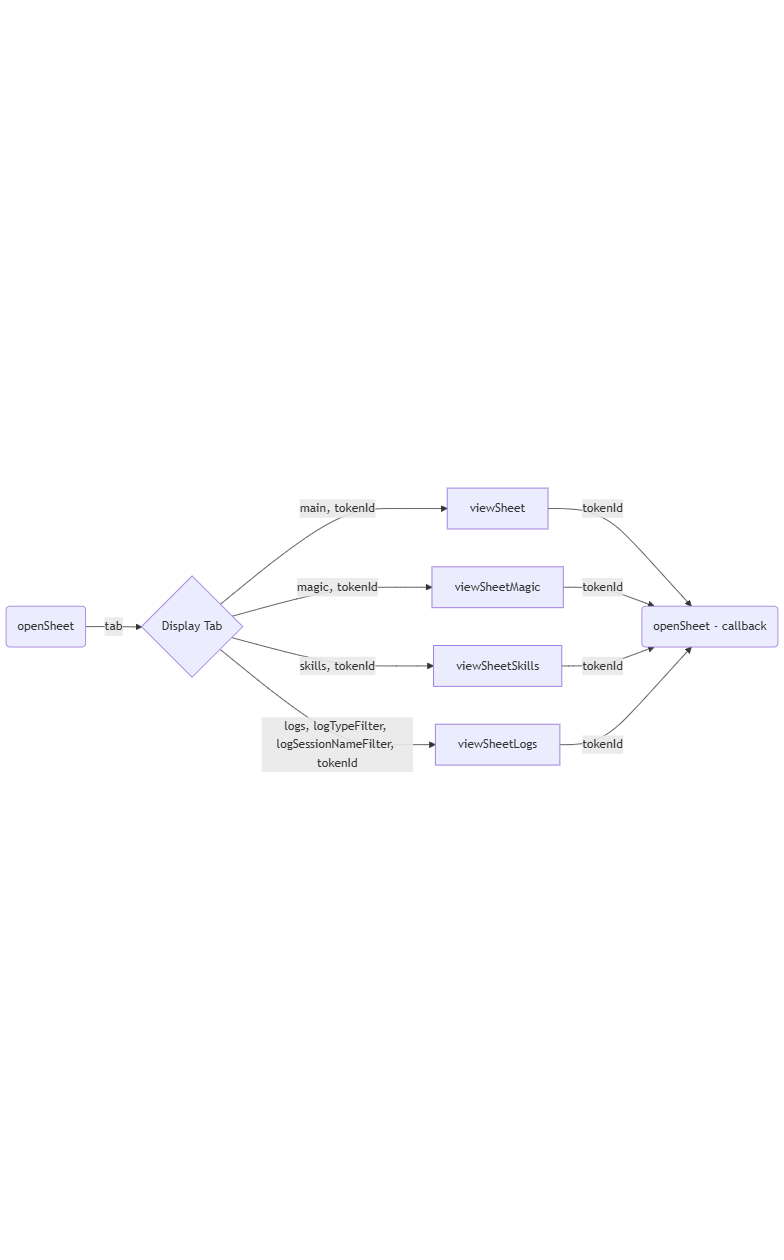 openSheet
tab
Display Tab
main, tokenId
viewSheet
tokenId
magic, tokenId
viewSheetMagic
tokenId
skills, tokenId
viewSheetSkills
tokenId
logs, logTypeFilter,
logSessionNameFilter,
tokenId
viewSheetLogs
tokenId
openSheet - callback